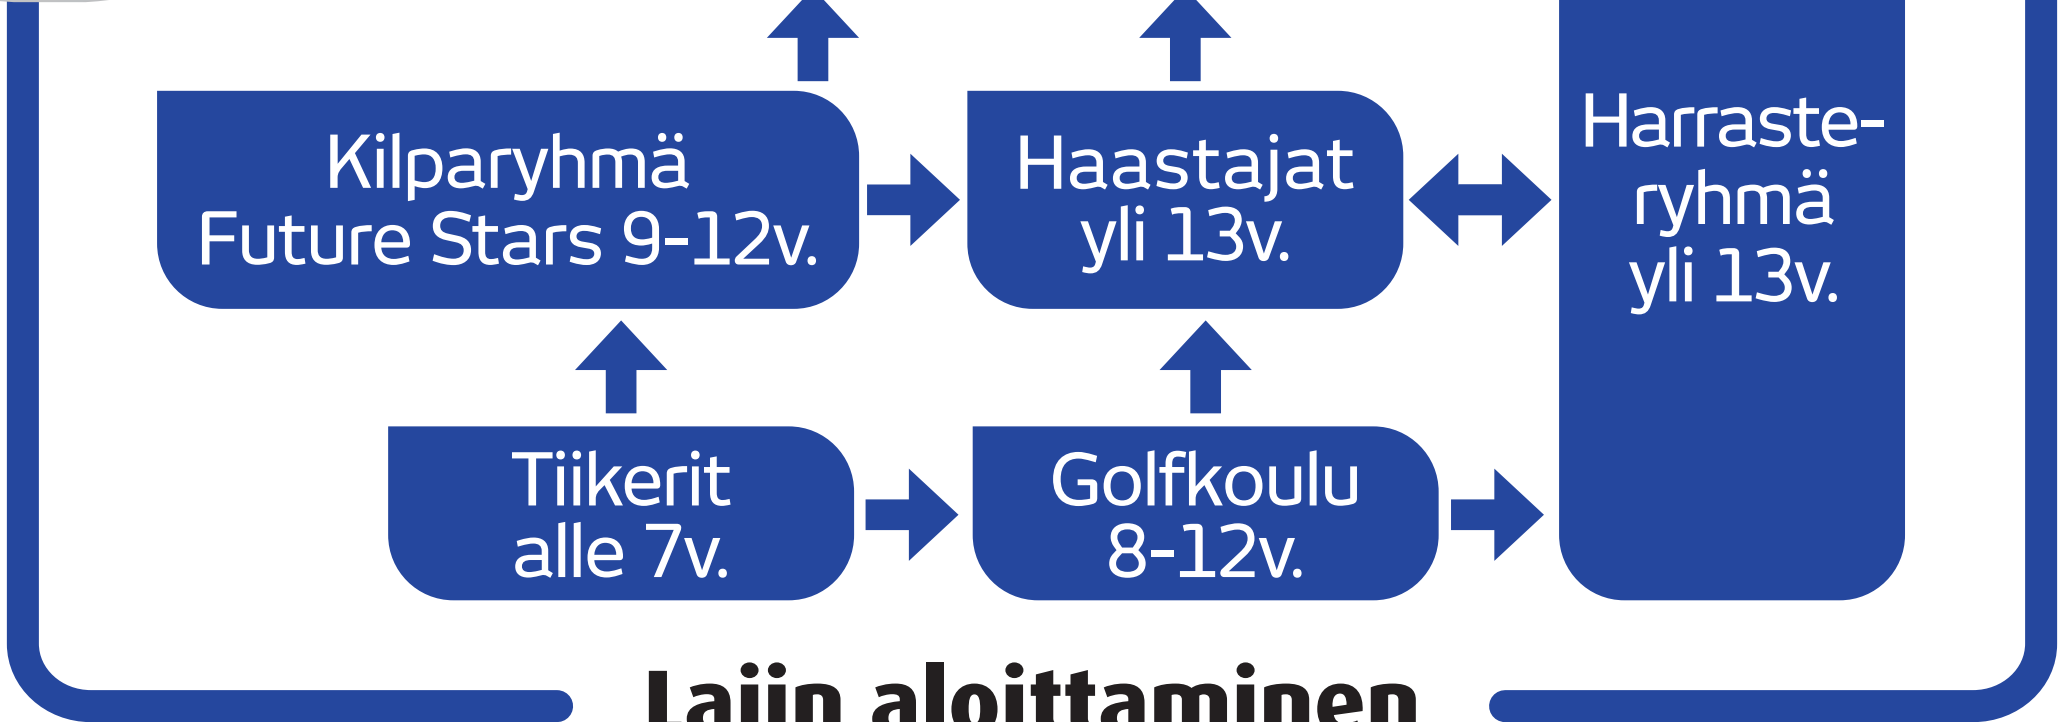 Kilparyhmä
Future Stars 9-12v.
Haastajat
yli 13v.
Harraste-
ryhmä
yli 13v.
Tiikerit
alle 7v.
Golfkoulu
8-12v.
Lajin aloittaminen